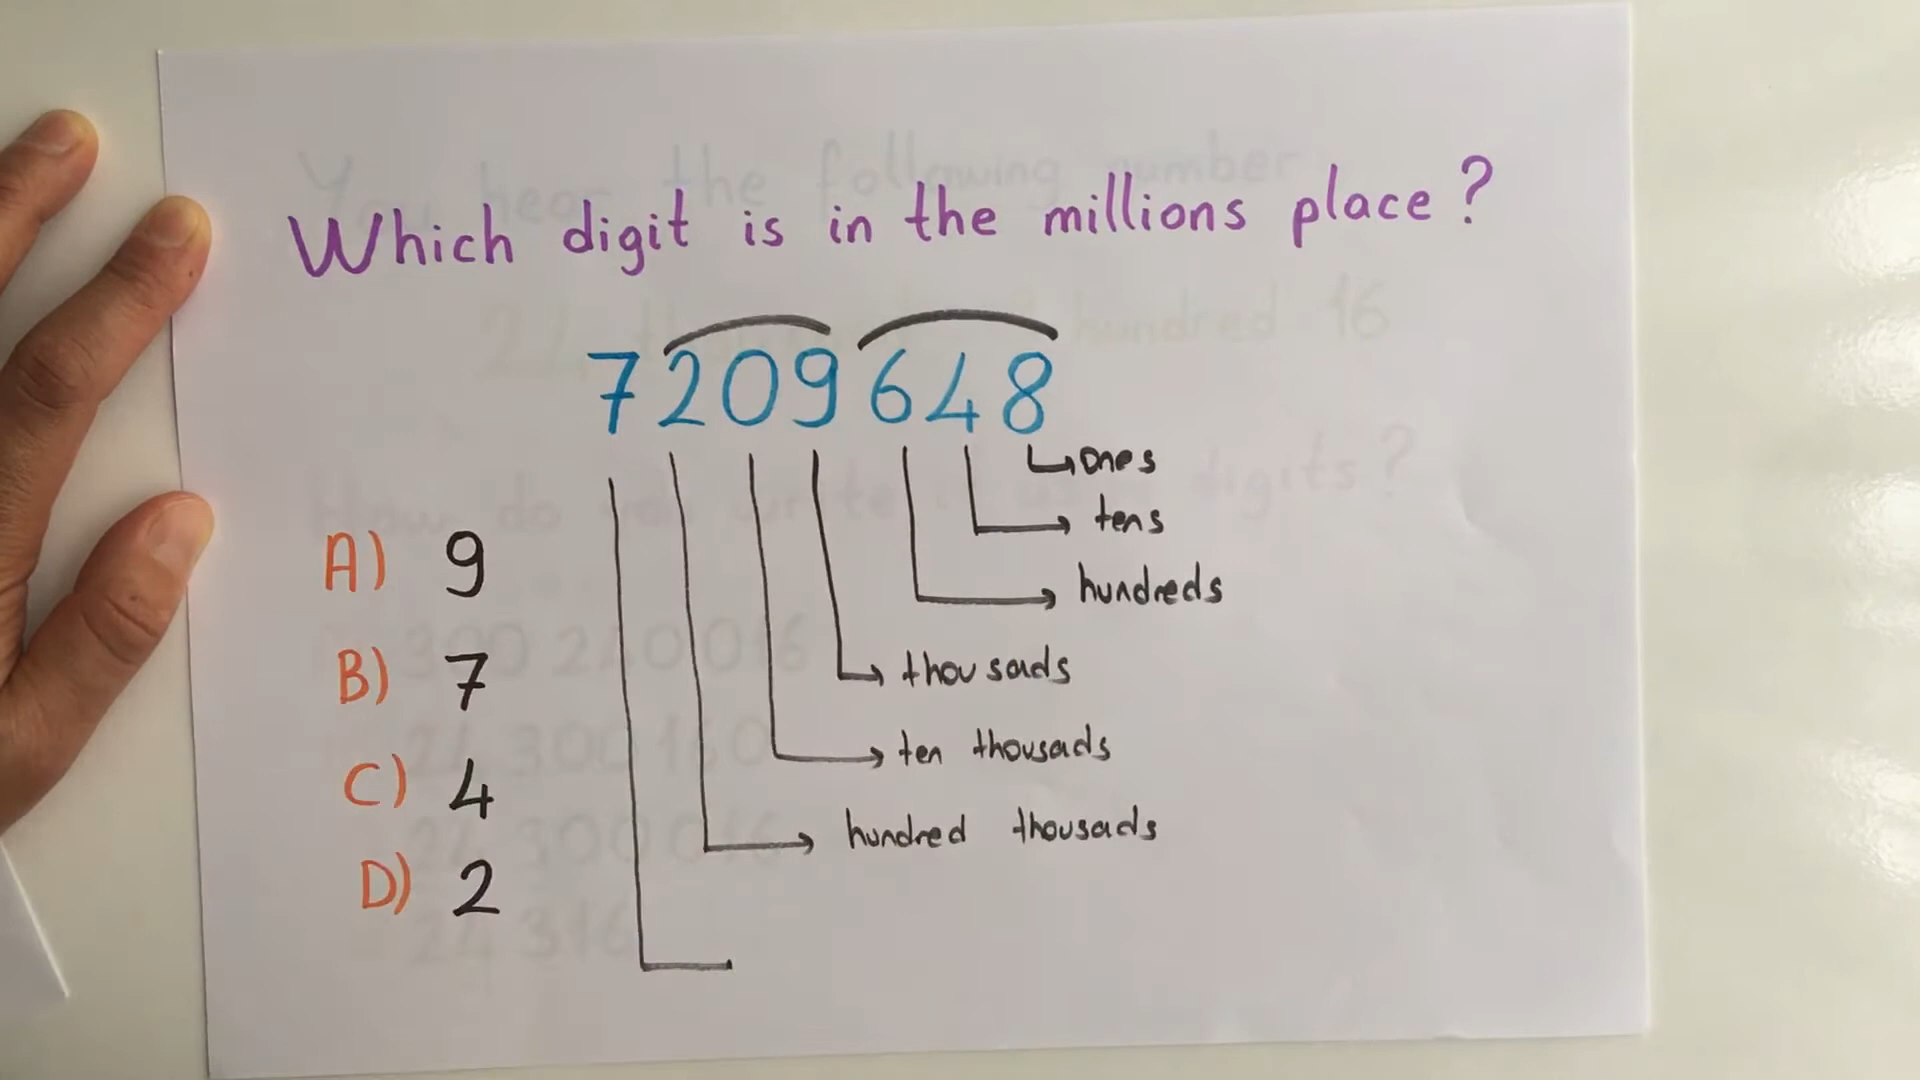 Which digit is in the millions place?
7209648
ones
tens
A) 9
hundreds
B) 7
thousads
ten thousads
C) 4
hundred thousads
D) 2